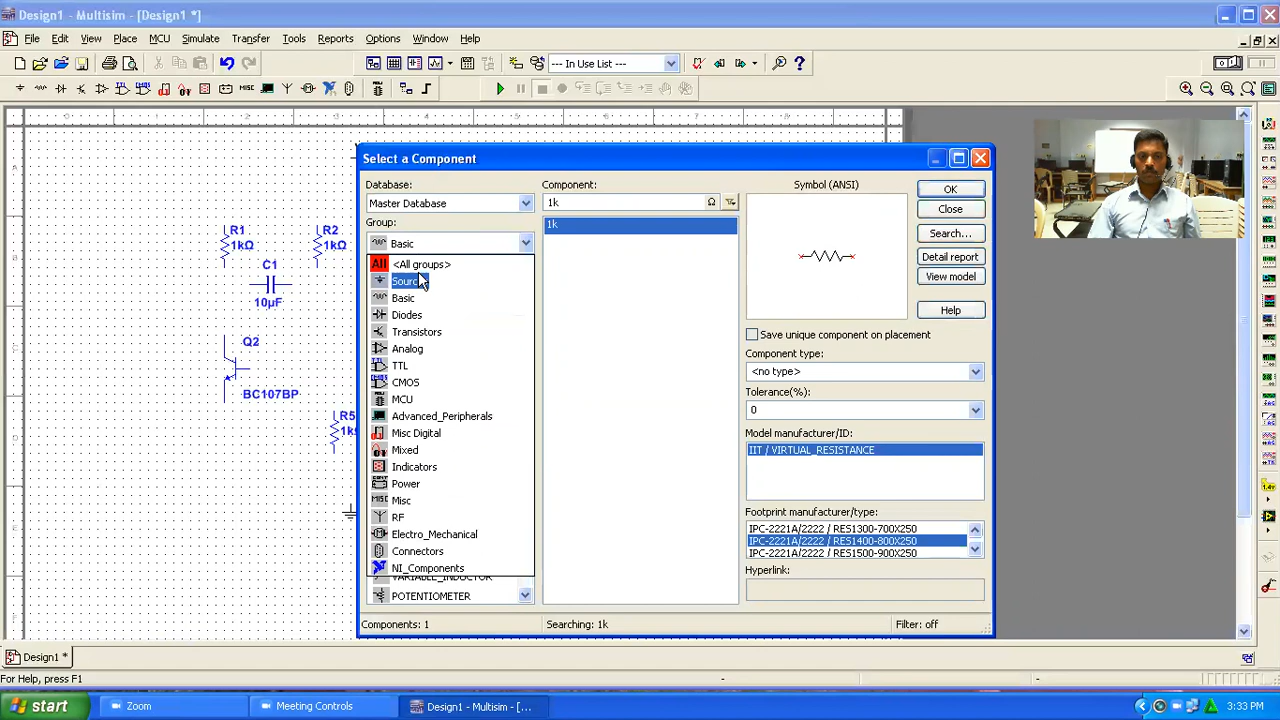 Design1 - Multisim - [Design1 *]
File Edit View Place MCU Simulate Transfer Tools Reports Options Window Help
--- In Use List ---
Select a Component
Database:
Master Database
Group:
Basic
<All groups>
Sourc
Basic
Diodes
Transistors
Analog
TTL
CMOS
MCU
Advanced_Peripherals
Misc Digital
Mixed
Indicators
Power
Misc
RF
Electro_Mechanical
Connectors
NI_Components
VARIABLE_INDUCTOR
POTENTIOMETER
Component:
1k Ω
1k
Symbol (ANSI)
OK
Close
Search...
Detail report
View model
Help
Save unique component on placement
Component type:
<no type>
Tolerance(%):
0
Model manufacturer/ID:
IIT / VIRTUAL_RESISTANCE
Footprint manufacturer/type:
IPC-2221A/2222 / RES1300-700X250
IPC-2221A/2222 / RES1400-800X250
IPC-2221A/2222 / RES1500-900X250
Hyperlink:
Components: 1 Searching: 1k Filter: off
R1
1kΩ
R2
1kΩ
C1
10µF
Q2
BC107BP
R5
Design1 *
For Help, press F1
start Zoom Meeting Controls Design1 - Multisim - [... 3:33 PM